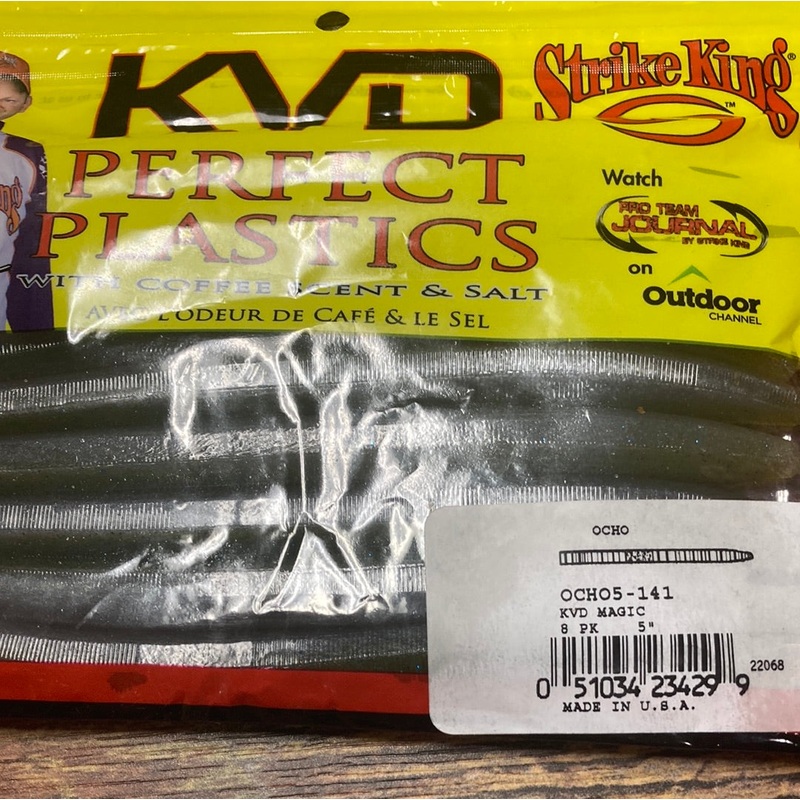 KVD
Strike King®
™
PERFECT
PLASTICS
WITH COFFEE SCENT & SALT
AVEC L'ODEUR DE CAFÉ & LE SEL
Watch
PRO TEAM
JOURNAL
BY STRIKE KING
on
Outdoor
CHANNEL
OCHO
OCHO5-141
KVD MAGIC
8 PK 5"
22068
0 51034 23429 9
MADE IN U.S.A.